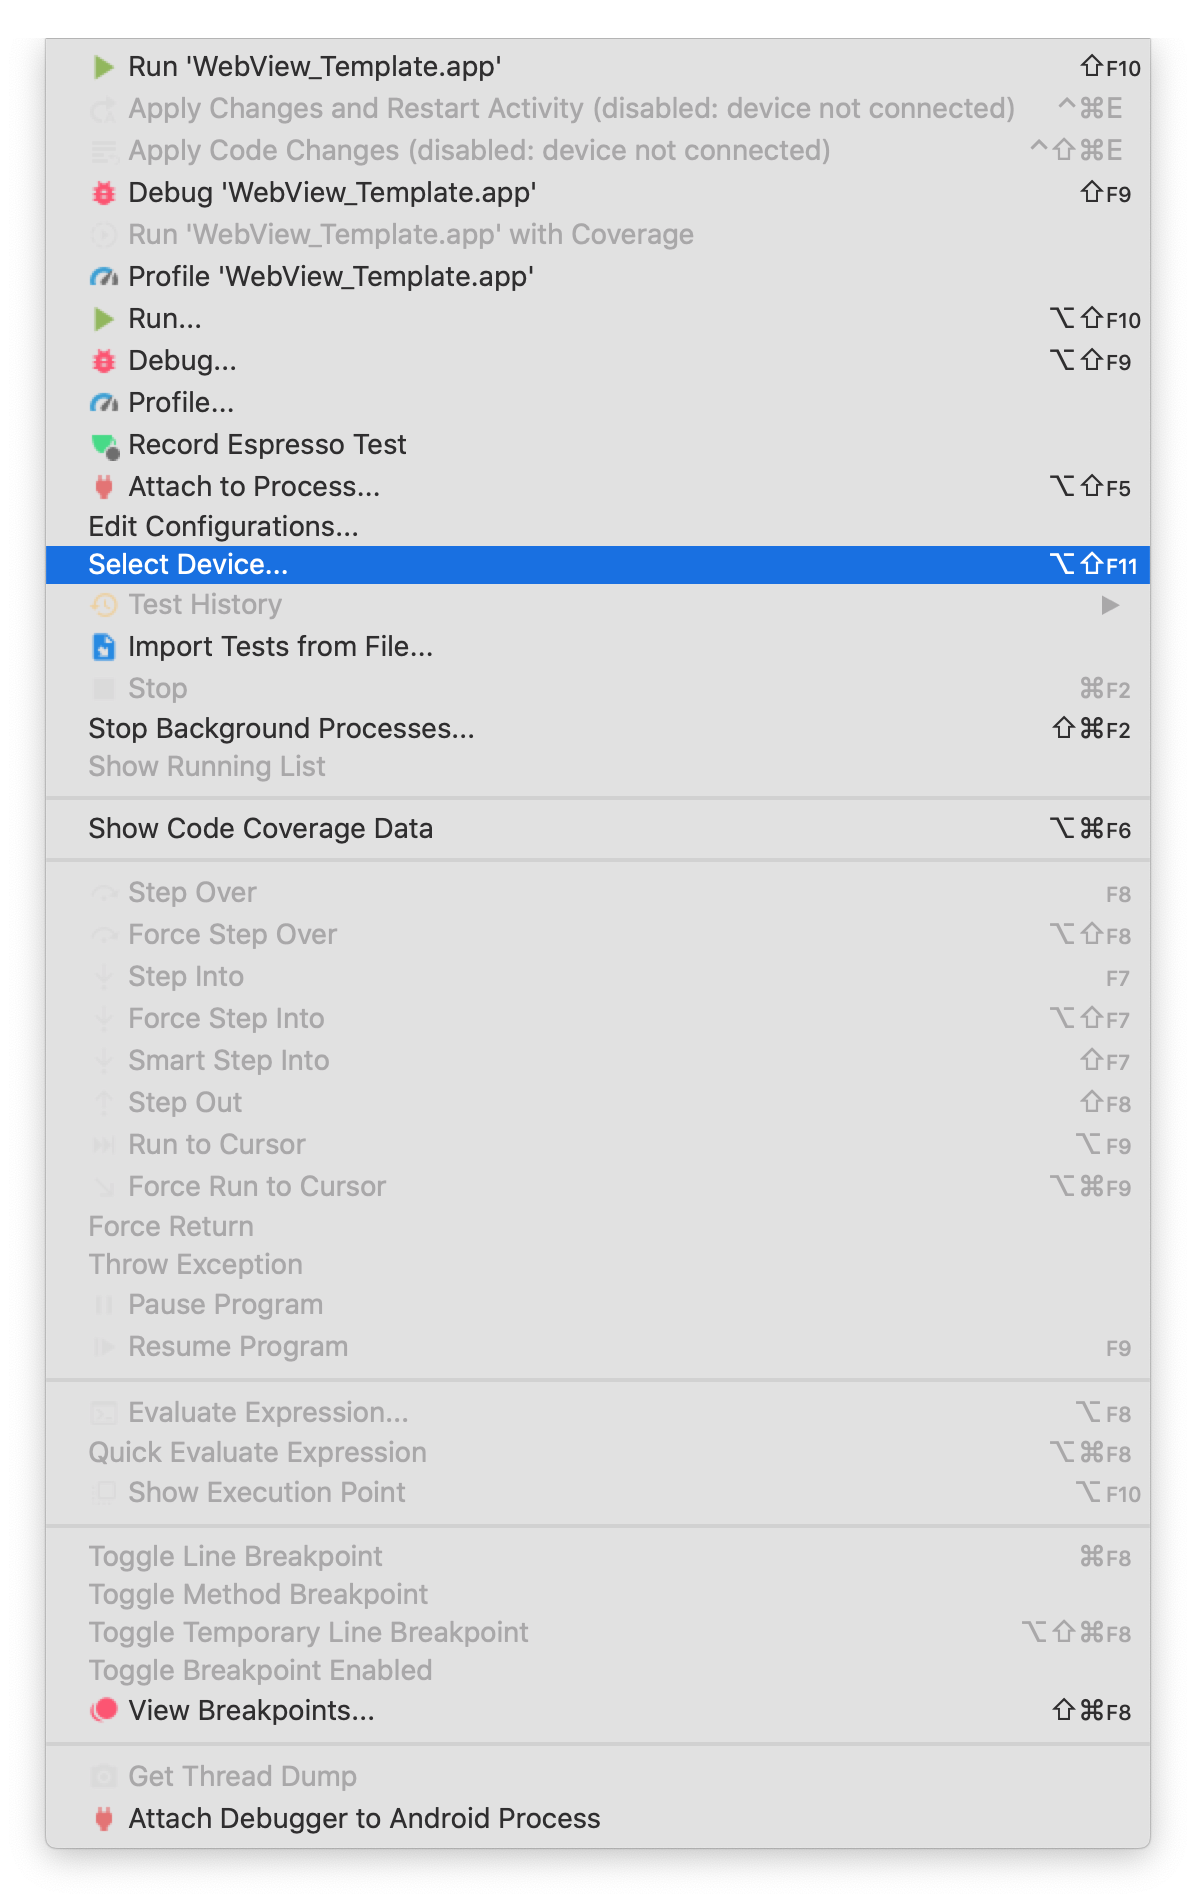 Run 'WebView_Template.app' ⇧F10
Apply Changes and Restart Activity (disabled: device not connected) ^⌘E
Apply Code Changes (disabled: device not connected) ^⇧⌘E
Debug 'WebView_Template.app' ⇧F9
Run 'WebView_Template.app' with Coverage
Profile 'WebView_Template.app'
Run... ⌥⇧F10
Debug... ⌥⇧F9
Profile...
Record Espresso Test
Attach to Process... ⌥⇧F5
Edit Configurations...
Select Device... ⌥⇧F11
Test History ▶
Import Tests from File...
Stop ⌘F2
Stop Background Processes... ⇧⌘F2
Show Running List
Show Code Coverage Data ⌥⌘F6
Step Over F8
Force Step Over ⌥⇧F8
Step Into F7
Force Step Into ⌥⇧F7
Smart Step Into ⇧F7
Step Out ⇧F8
Run to Cursor ⌥F9
Force Run to Cursor ⌥⌘F9
Force Return
Throw Exception
Pause Program
Resume Program F9
Evaluate Expression... ⌥F8
Quick Evaluate Expression ⌥⌘F8
Show Execution Point ⌥F10
Toggle Line Breakpoint ⌘F8
Toggle Method Breakpoint
Toggle Temporary Line Breakpoint ⌥⇧⌘F8
Toggle Breakpoint Enabled
View Breakpoints... ⇧⌘F8
Get Thread Dump
Attach Debugger to Android Process